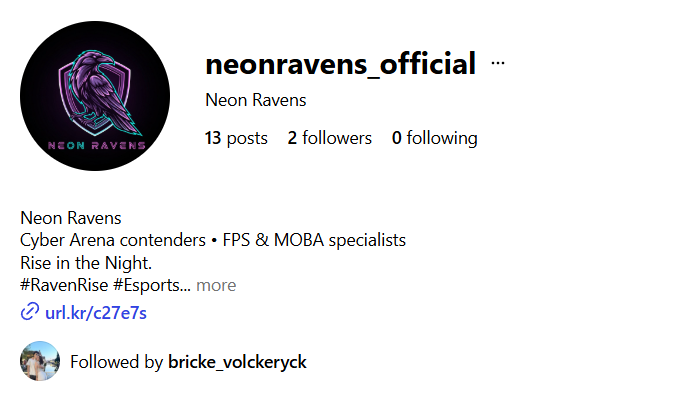 NEON RAVENS
neonravens_official ...
Neon Ravens
13 posts 2 followers 0 following
Neon Ravens
Cyber Arena contenders • FPS & MOBA specialists
Rise in the Night.
#RavenRise #Esports... more
url.kr/c27e7s
Followed by bricke_volckeryck